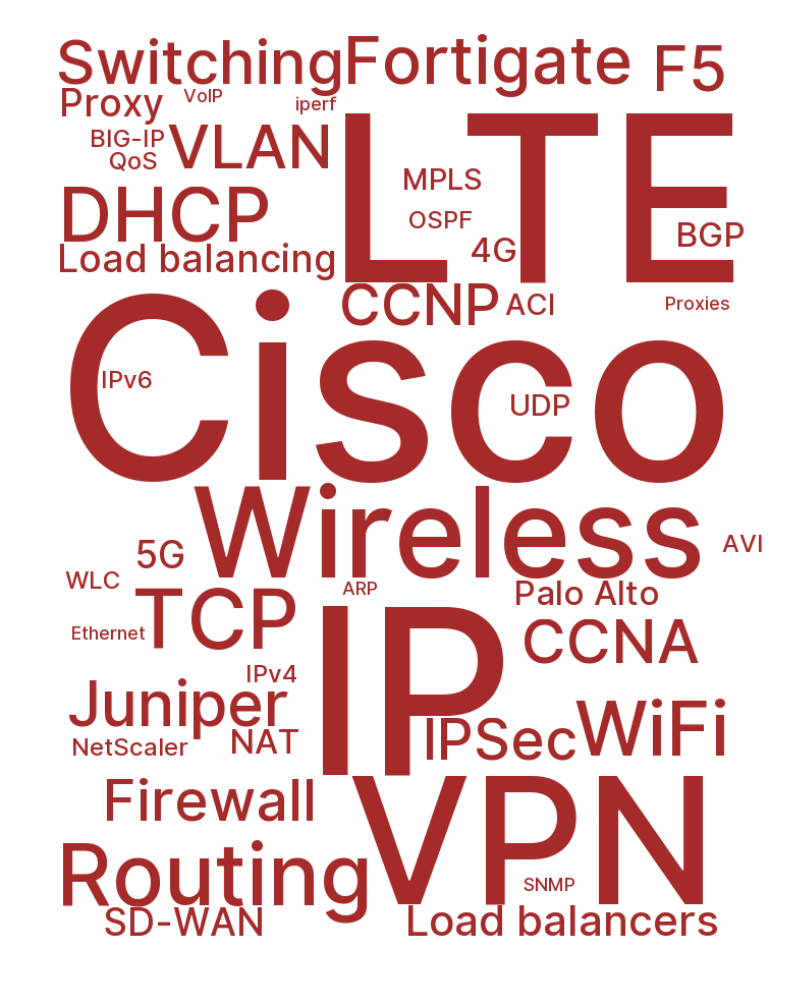 Switching Fortigate F5
Proxy VoIP iperf
LTE
BIG-IP VLAN
QoS
MPLS
DHCP OSPF
4G BGP
Load balancing
CCNP ACI Proxies
Cisco
IPv6
UDP
Wireless
5G AVI
WLC ARP Palo Alto
TCP
Ethernet CCNA
IP
IPv4
Juniper
IPSec WiFi
NetScaler NAT
Firewall
VPN
Routing
SNMP
SD-WAN Load balancers